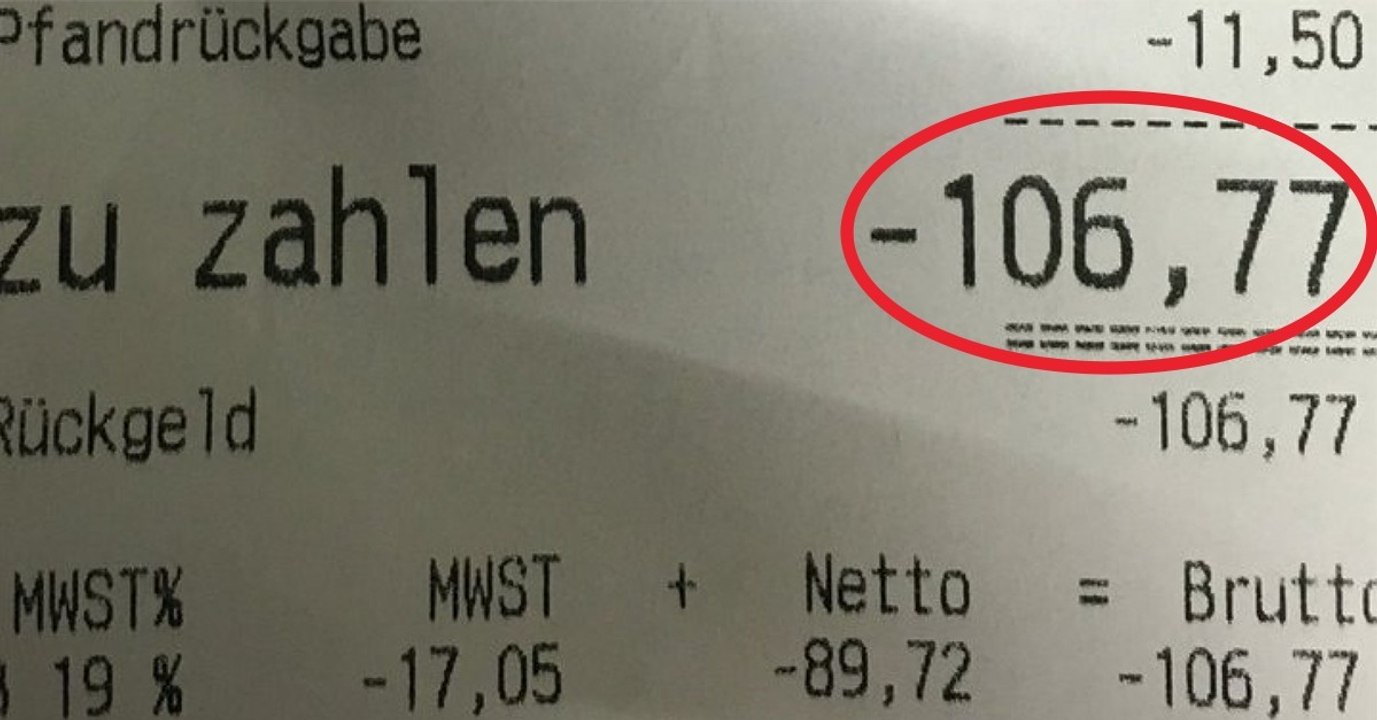 Pfandrückgabe -11,50
zu zahlen -106,77
Rückgeld -106,77
MWST% MWST + Netto = Brutto
19 % -17,05 -89,72 -106,77